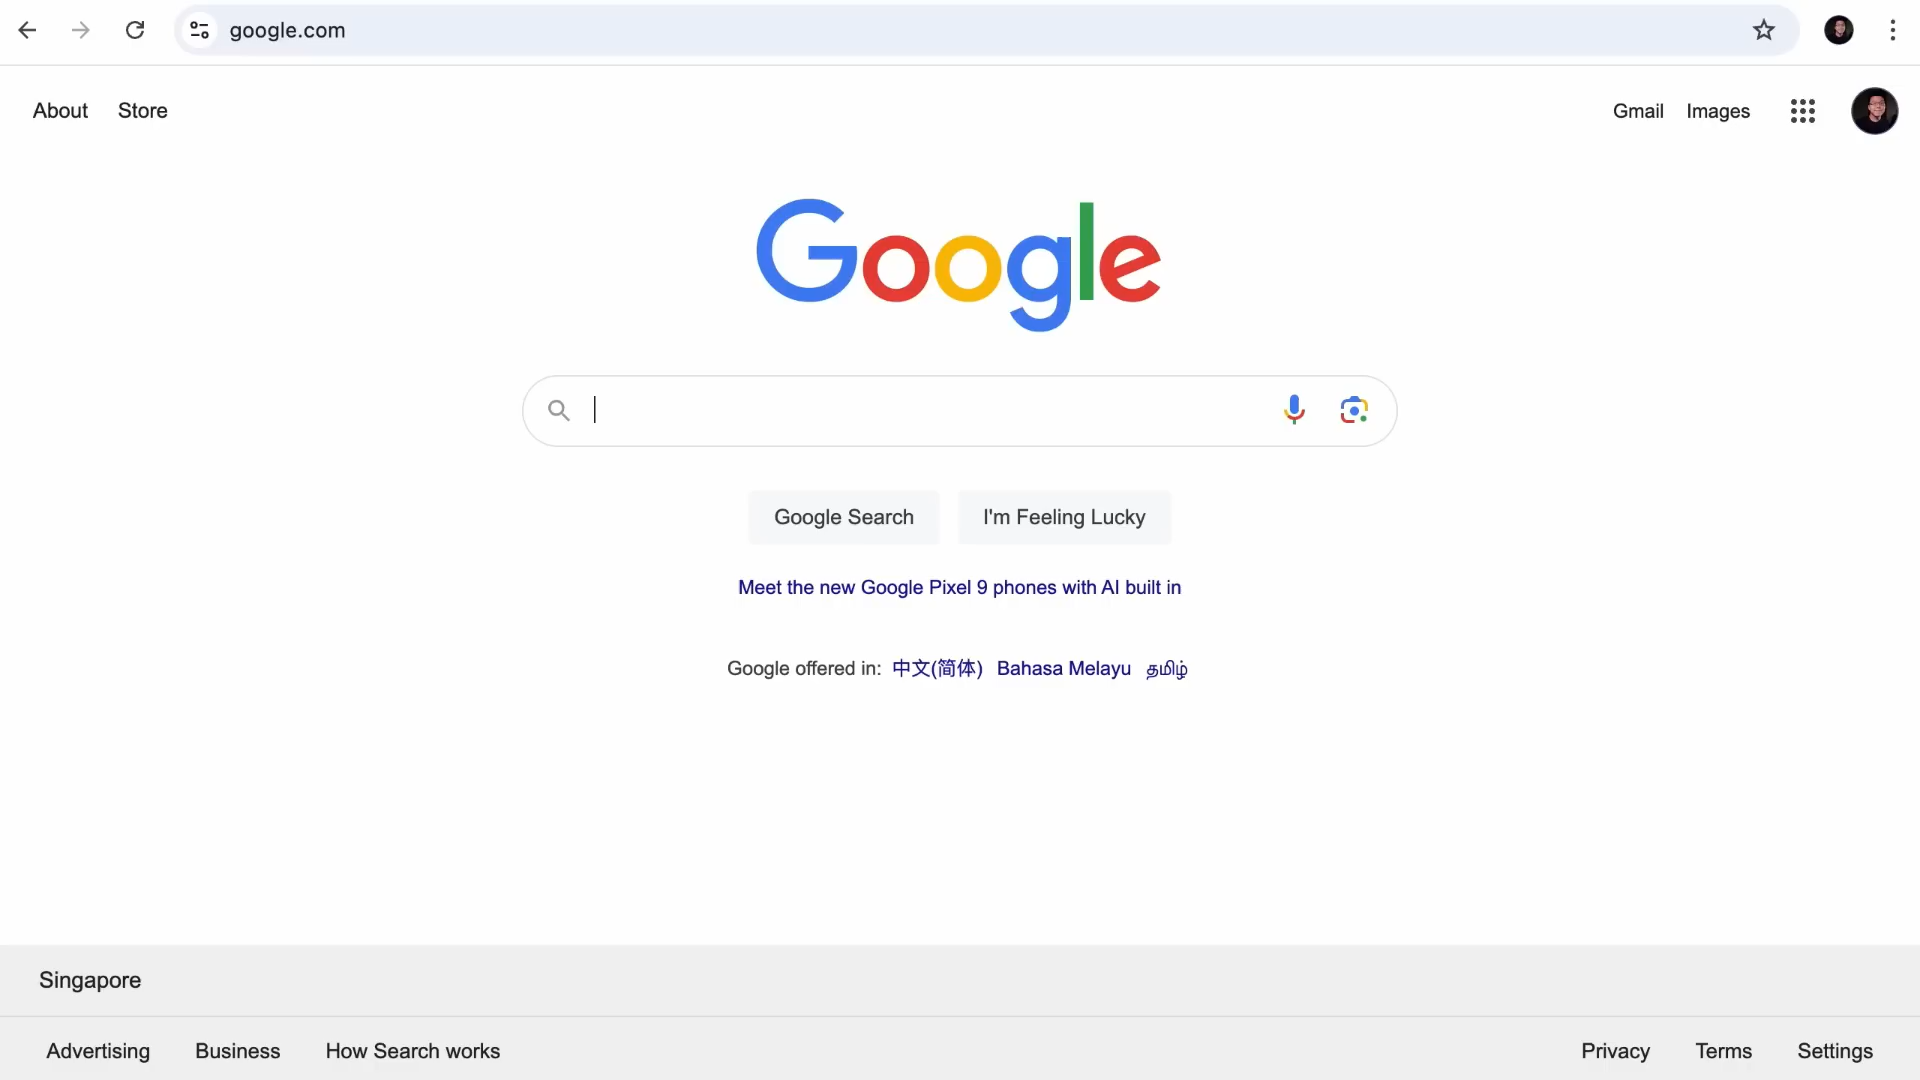 google.com
About Store Gmail Images
Google
Google Search I'm Feeling Lucky
Meet the new Google Pixel 9 phones with AI built in
Google offered in: 中文(简体) Bahasa Melayu தமிழ்
Singapore
Advertising Business How Search works Privacy Terms Settings